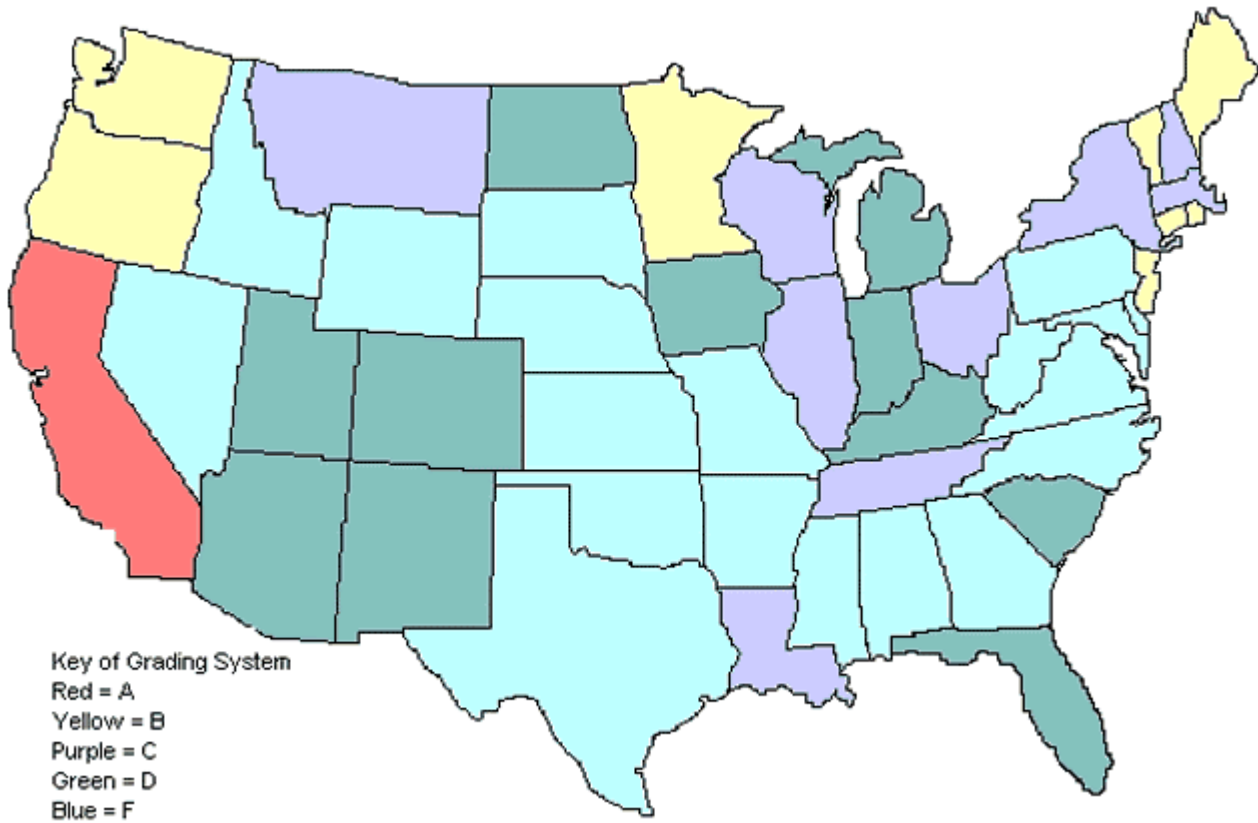 Key of Grading System
Red = A
Yellow = B
Purple = C
Green = D
Blue = F